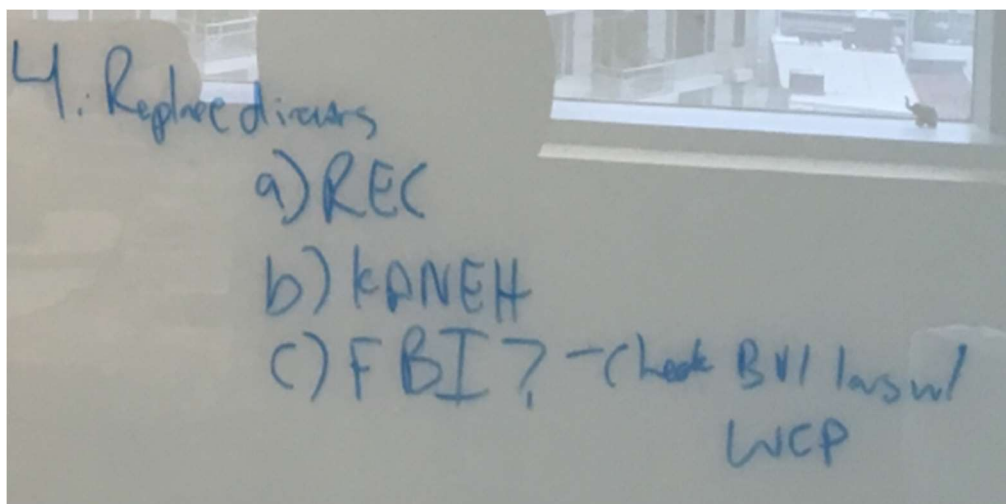 4. Replace directors
a) REC
b) KANEH
c) FBI? - Check BVI laws w/
WCP